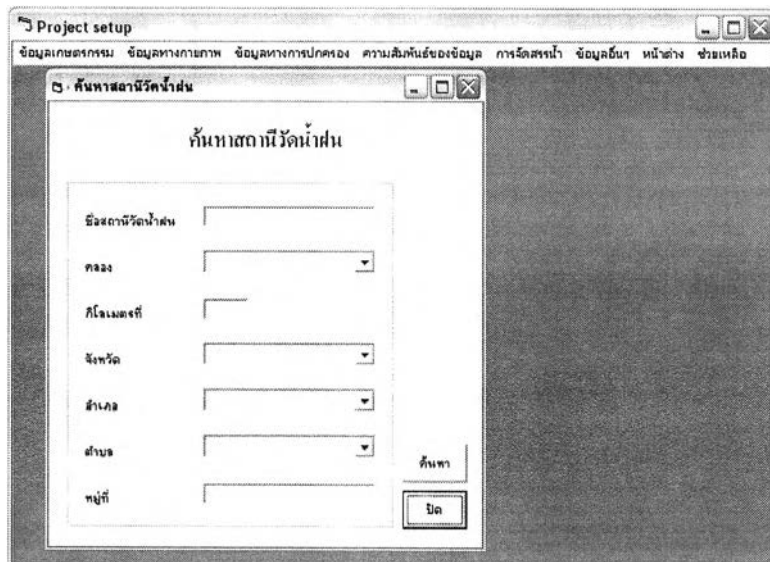 Project setup
ข้อมูลเกษตรกรรม ข้อมูลทางกายภาพ ข้อมูลทางการปกครอง ความสัมพันธ์ของข้อมูล การจัดสรรน้ำ ข้อมูลอื่นๆ หน้าต่าง ช่วยเหลือ
ค้นหาสถานีวัดน้ำฝน
ค้นหาสถานีวัดน้ำฝน
ชื่อสถานีวัดน้ำฝน
คลอง
กิโลเมตรที่
จังหวัด
อำเภอ
ตำบล
หมู่ที่
ค้นหา
ปิด